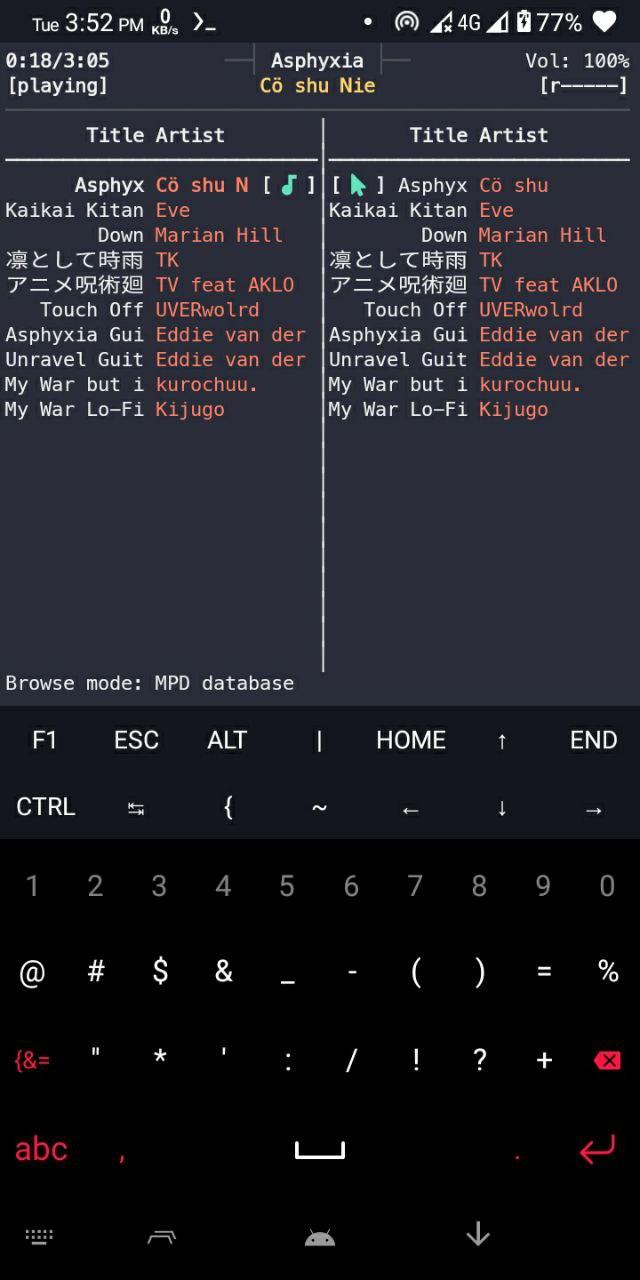 Tue 3:52 PM 0 KB/s 4G 77%
0:18/3:05 Asphyxia Vol: 100%
[playing] Cö shu Nie [r-----]
Title Artist Title Artist
Asphyx Cö shu N [ ] [ ] Asphyx Cö shu
Kaikai Kitan Eve Kaikai Kitan Eve
Down Marian Hill Down Marian Hill
凛として時雨 TK 凛として時雨 TK
アニメ呪術廻 TV feat AKLO アニメ呪術廻 TV feat AKLO
Touch Off UVERwolrd Touch Off UVERwolrd
Asphyxia Gui Eddie van der Asphyxia Gui Eddie van der
Unravel Guit Eddie van der Unravel Guit Eddie van der
My War but i kurochuu. My War but i kurochuu.
My War Lo-Fi Kijugo My War Lo-Fi Kijugo
Browse mode: MPD database
F1 ESC ALT | HOME ↑ END
CTRL ↹ { ~ ← ↓ →
1 2 3 4 5 6 7 8 9 0
@ # $ & _ - ( ) = %
{&= " * ' : / ! ? +
abc , .